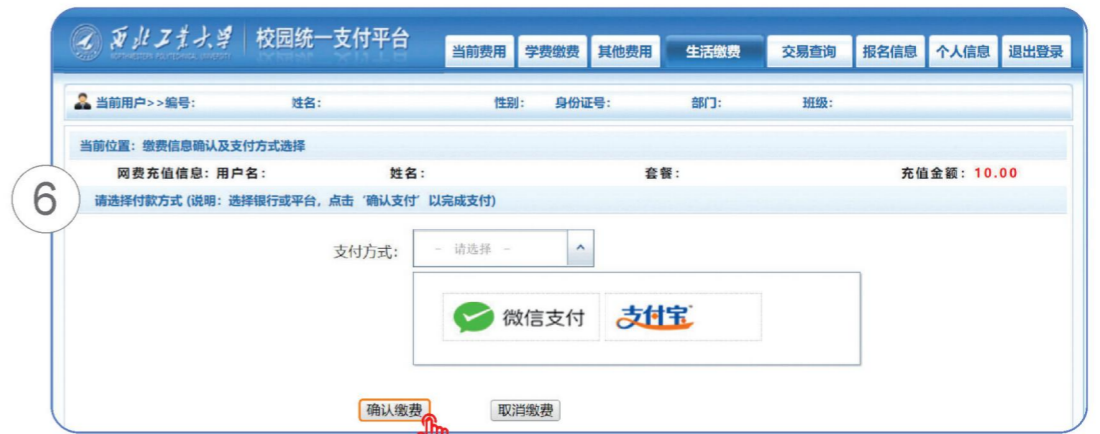 西北工业大学 校园统一支付平台
NORTHWESTERN POLYTECHNICAL UNIVERSITY
当前费用 学费缴费 其他费用 生活缴费 交易查询 报名信息 个人信息 退出登录
当前用户>>编号: 姓名: 性别: 身份证号: 部门: 班级:
当前位置: 缴费信息确认及支付方式选择
网费充值信息: 用户名: 姓名: 套餐: 充值金额: 10.00
6
请选择付款方式 (说明: 选择银行或平台, 点击 '确认支付' 以完成支付)
支付方式: - 请选择 -
微信支付 支付宝
确认缴费 取消缴费